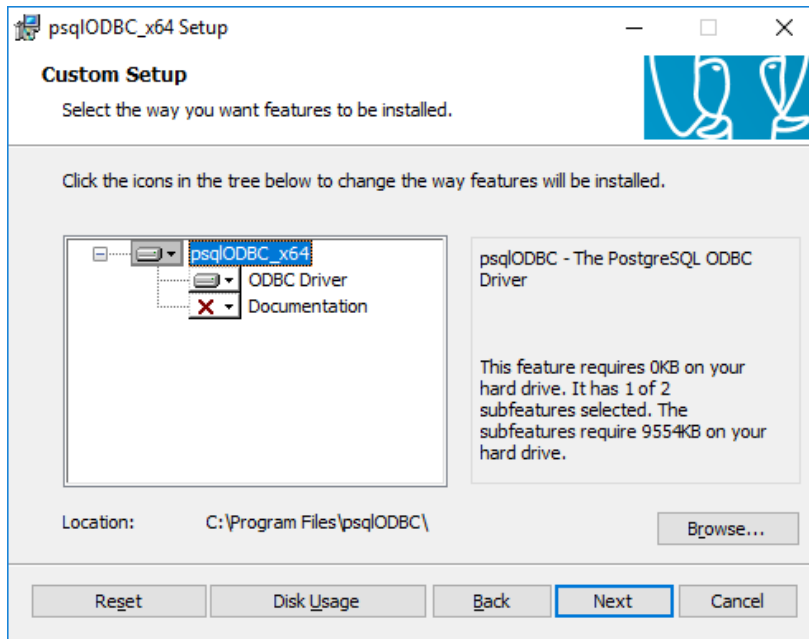 psqlODBC_x64 Setup
Custom Setup
Select the way you want features to be installed.
Click the icons in the tree below to change the way features will be installed.
psqlODBC_x64
ODBC Driver
Documentation
psqlODBC - The PostgreSQL ODBC
Driver
This feature requires 0KB on your
hard drive. It has 1 of 2
subfeatures selected. The
subfeatures require 9554KB on your
hard drive.
Location: C:\Program Files\psqlODBC\
Browse...
Reset Disk Usage Back Next Cancel